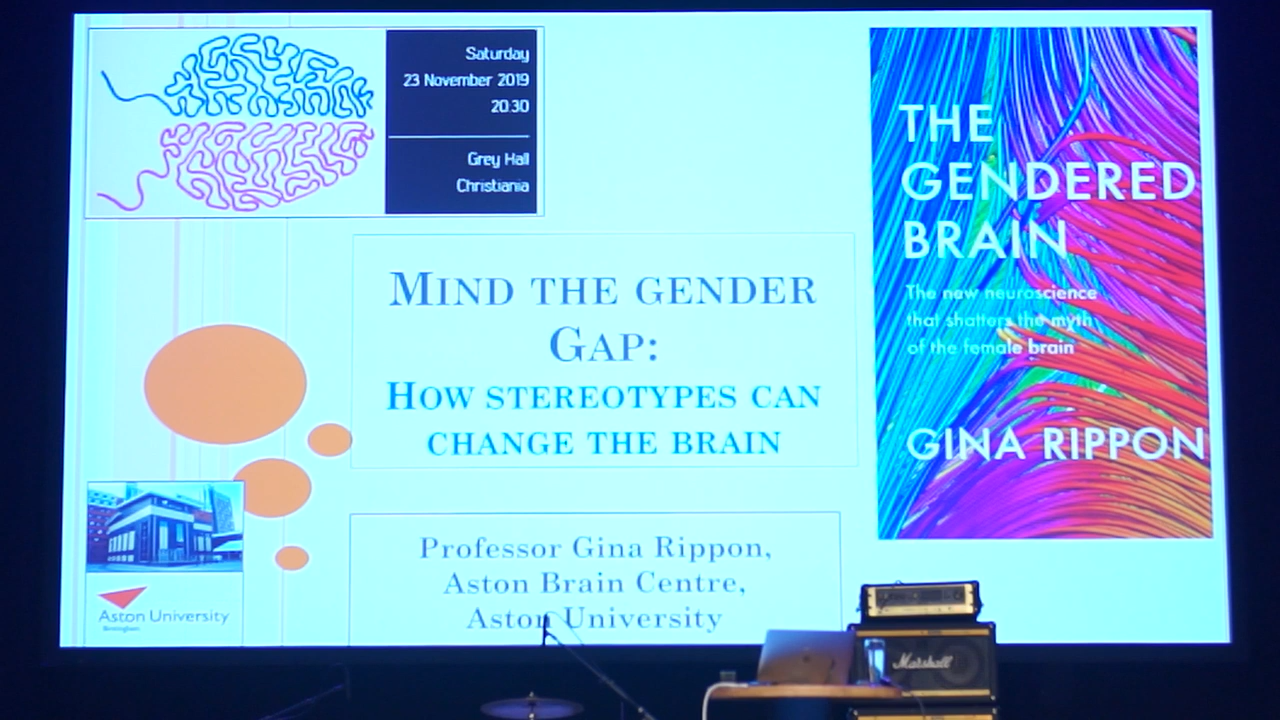 Saturday
23 November 2019
20:30
Grey Hall
Christiania
MIND THE GENDER
GAP:
HOW STEREOTYPES CAN
CHANGE THE BRAIN
Professor Gina Rippon,
Aston Brain Centre,
Aston University
Aston University
Birmingham
THE
GENDERED
BRAIN
The new neuroscience
that shatters the myth
of the female brain
GINA RIPPON
Marshall